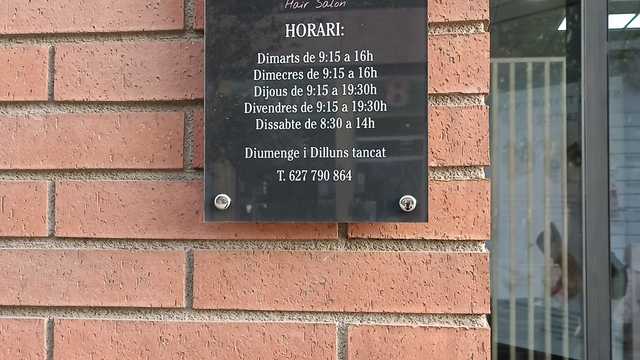 Hair Salon
HORARI:
Dimarts de 9:15 a 16h
Dimecres de 9:15 a 16h
Dijous de 9:15 a 19:30h
Divendres de 9:15 a 19:30h
Dissabte de 8:30 a 14h
Diumenge i Dilluns tancat
T. 627 790 864